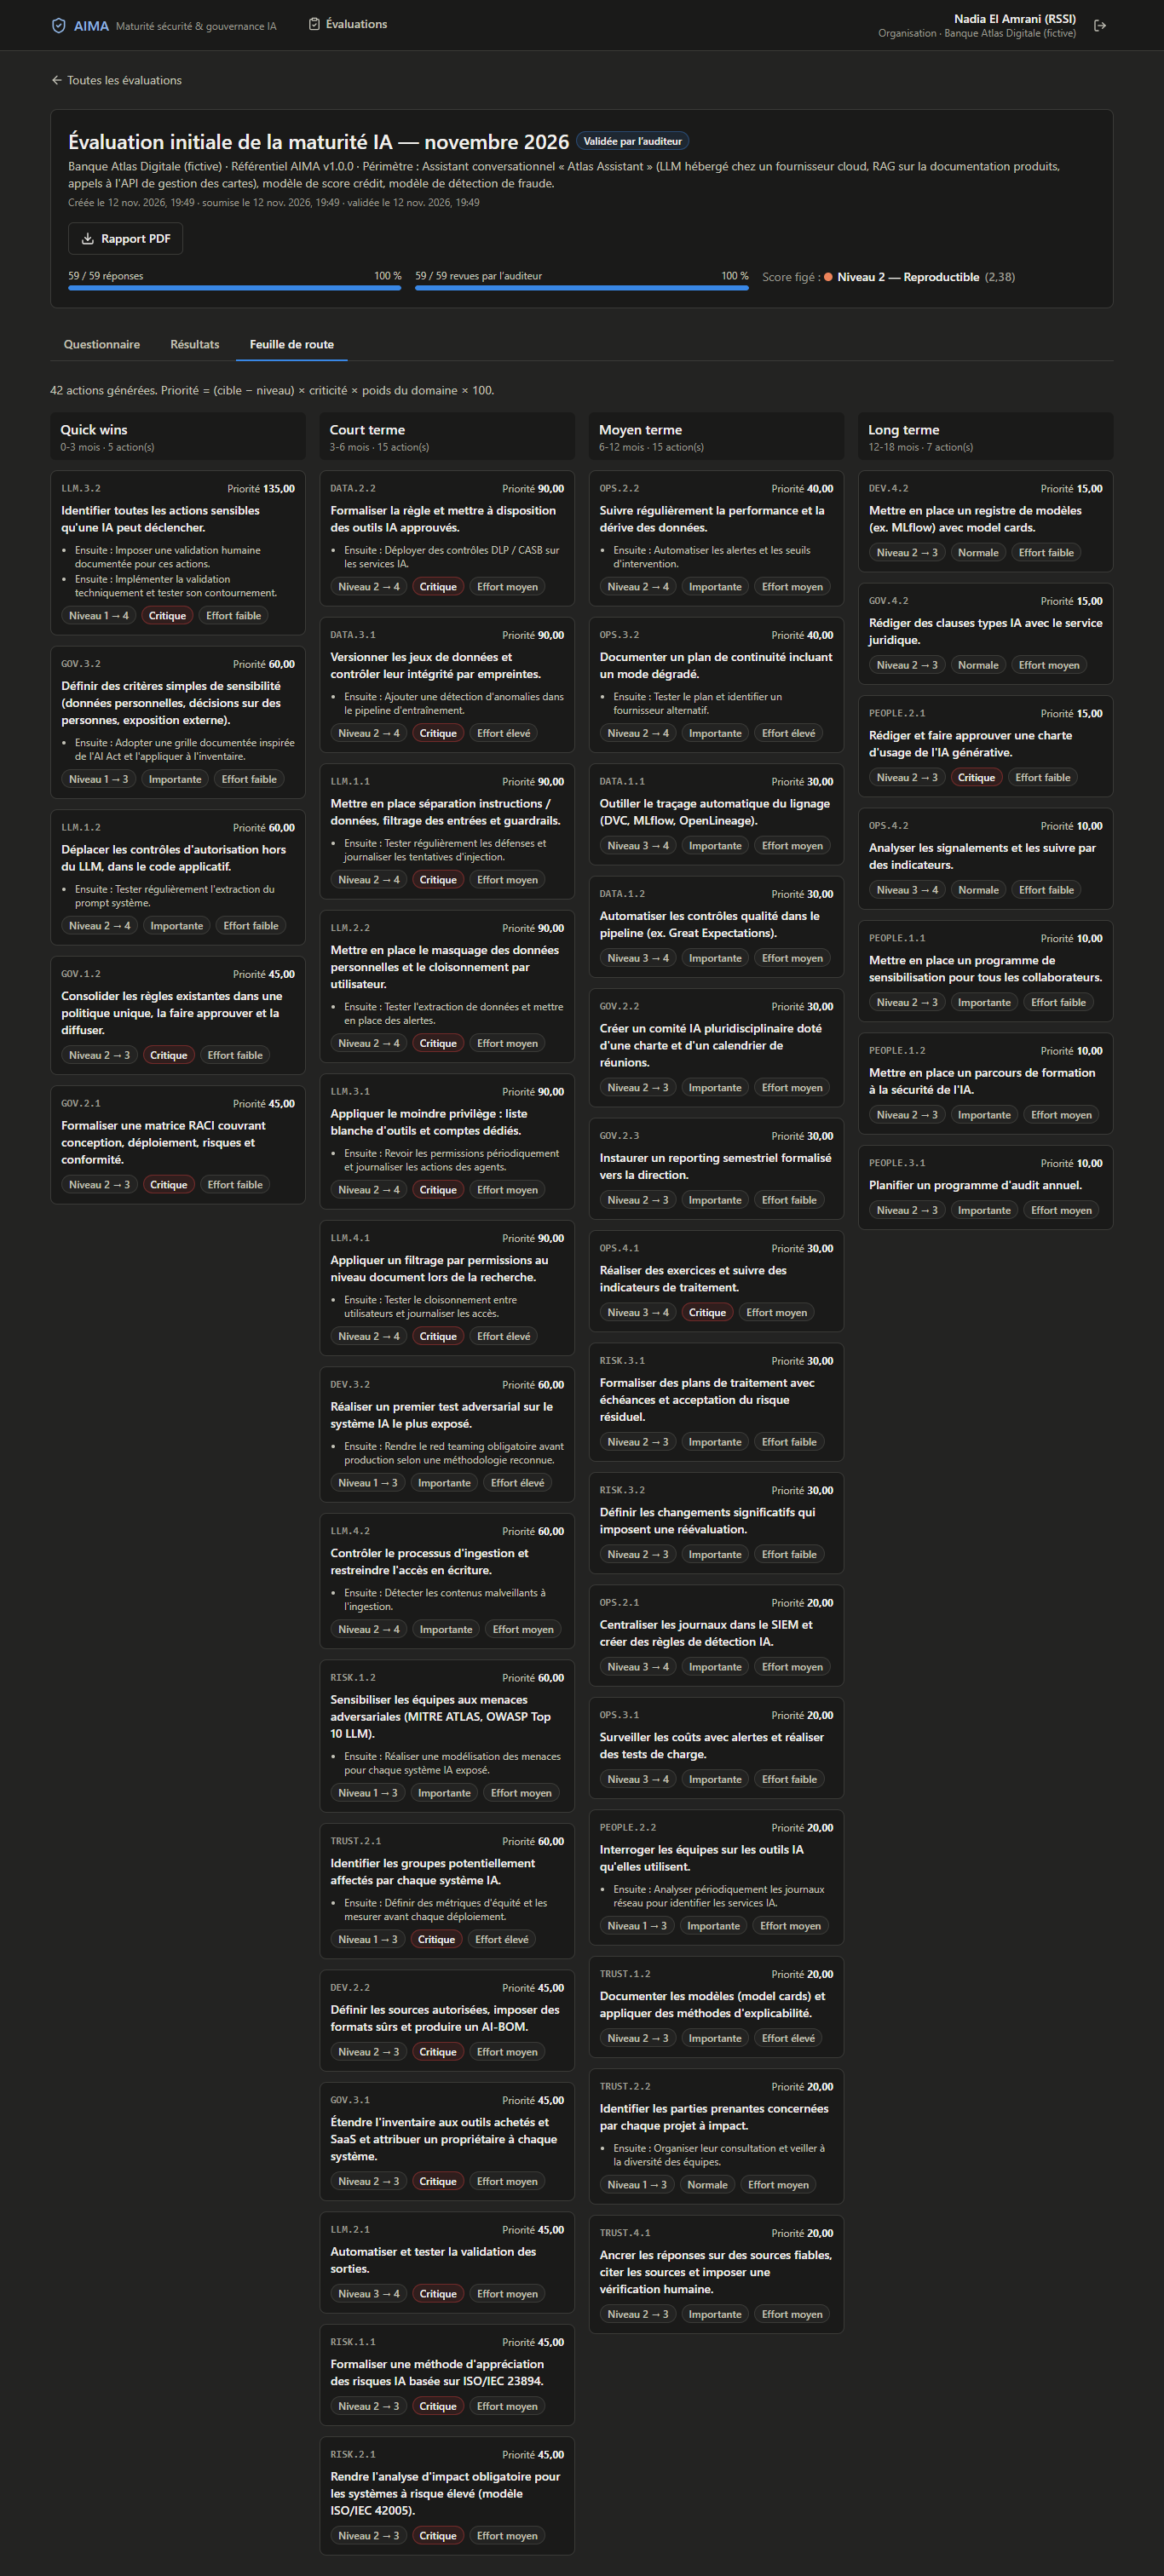 AIMA Maturité sécurité & gouvernance IA
Évaluations
Nadia El Amrani (RSSI)
Organisation · Banque Atlas Digitale (fictive)
← Toutes les évaluations
Évaluation initiale de la maturité IA — novembre 2026 Validée par l'auditeur
Banque Atlas Digitale (fictive) · Référentiel AIMA v1.0.0 · Périmètre : Assistant conversationnel « Atlas Assistant » (LLM hébergé chez un fournisseur cloud, RAG sur la documentation produits,
appels à l'API de gestion des cartes), modèle de score crédit, modèle de détection de fraude.
Créée le 12 nov. 2026, 19:49 · soumise le 12 nov. 2026, 19:49 · validée le 12 nov. 2026, 19:49
Rapport PDF
59 / 59 réponses 100 %
59 / 59 revues par l'auditeur 100 %
Score figé : Niveau 2 — Reproductible (2,38)
Questionnaire Résultats Feuille de route
42 actions générées. Priorité = (cible − niveau) × criticité × poids du domaine × 100.
Quick wins
0-3 mois · 5 action(s)
LLM.3.2 Priorité 135,00
Identifier toutes les actions sensibles
qu'une IA peut déclencher.
• Ensuite : Imposer une validation humaine
documentée pour ces actions.
• Ensuite : Implémenter la validation
techniquement et tester son contournement.
Niveau 1 → 4 Critique Effort faible
GOV.3.2 Priorité 60,00
Définir des critères simples de sensibilité
(données personnelles, décisions sur des
personnes, exposition externe).
• Ensuite : Adopter une grille documentée inspirée
de l'AI Act et l'appliquer à l'inventaire.
Niveau 1 → 3 Importante Effort faible
LLM.1.2 Priorité 60,00
Déplacer les contrôles d'autorisation hors
du LLM, dans le code applicatif.
• Ensuite : Tester régulièrement l'extraction du
prompt système.
Niveau 2 → 4 Importante Effort faible
GOV.1.2 Priorité 45,00
Consolider les règles existantes dans une
politique unique, la faire approuver et la
diffuser.
Niveau 2 → 3 Critique Effort faible
GOV.2.1 Priorité 45,00
Formaliser une matrice RACI couvrant
conception, déploiement, risques et
conformité.
Niveau 2 → 3 Critique Effort faible
Court terme
3-6 mois · 15 action(s)
DATA.2.2 Priorité 90,00
Formaliser la règle et mettre à disposition
des outils IA approuvés.
• Ensuite : Déployer des contrôles DLP / CASB sur
les services IA.
Niveau 2 → 4 Critique Effort moyen
DATA.3.1 Priorité 90,00
Versionner les jeux de données et
contrôler leur intégrité par empreintes.
• Ensuite : Ajouter une détection d'anomalies dans
le pipeline d'entraînement.
Niveau 2 → 4 Critique Effort élevé
LLM.1.1 Priorité 90,00
Mettre en place séparation instructions /
données, filtrage des entrées et guardrails.
• Ensuite : Tester régulièrement les défenses et
journaliser les tentatives d'injection.
Niveau 2 → 4 Critique Effort moyen
LLM.2.2 Priorité 90,00
Mettre en place le masquage des données
personnelles et le cloisonnement par
utilisateur.
• Ensuite : Tester l'extraction de données et mettre
en place des alertes.
Niveau 2 → 4 Critique Effort moyen
LLM.3.1 Priorité 90,00
Appliquer le moindre privilège : liste
blanche d'outils et comptes dédiés.
• Ensuite : Revoir les permissions périodiquement
et journaliser les actions des agents.
Niveau 2 → 4 Critique Effort moyen
LLM.4.1 Priorité 90,00
Appliquer un filtrage par permissions au
niveau document lors de la recherche.
• Ensuite : Tester le cloisonnement entre
utilisateurs et journaliser les accès.
Niveau 2 → 4 Critique Effort élevé
DEV.3.2 Priorité 60,00
Réaliser un premier test adversarial sur le
système IA le plus exposé.
• Ensuite : Rendre le red teaming obligatoire avant
production selon une méthodologie reconnue.
Niveau 1 → 3 Importante Effort élevé
LLM.4.2 Priorité 60,00
Contrôler le processus d'ingestion et
restreindre l'accès en écriture.
• Ensuite : Détecter les contenus malveillants à
l'ingestion.
Niveau 2 → 4 Importante Effort moyen
RISK.1.2 Priorité 60,00
Sensibiliser les équipes aux menaces
adversariales (MITRE ATLAS, OWASP Top
10 LLM).
• Ensuite : Réaliser une modélisation des menaces
pour chaque système IA exposé.
Niveau 1 → 3 Importante Effort moyen
TRUST.2.1 Priorité 60,00
Identifier les groupes potentiellement
affectés par chaque système IA.
• Ensuite : Définir des métriques d'équité et les
mesurer avant chaque déploiement.
Niveau 1 → 3 Critique Effort élevé
DEV.2.2 Priorité 45,00
Définir les sources autorisées, imposer des
formats sûrs et produire un AI-BOM.
Niveau 2 → 3 Critique Effort moyen
GOV.3.1 Priorité 45,00
Étendre l'inventaire aux outils achetés et
SaaS et attribuer un propriétaire à chaque
système.
Niveau 2 → 3 Critique Effort moyen
LLM.2.1 Priorité 45,00
Automatiser et tester la validation des
sorties.
Niveau 3 → 4 Critique Effort moyen
RISK.1.1 Priorité 45,00
Formaliser une méthode d'appréciation
des risques IA basée sur ISO/IEC 23894.
Niveau 2 → 3 Critique Effort moyen
RISK.2.1 Priorité 45,00
Rendre l'analyse d'impact obligatoire pour
les systèmes à risque élevé (modèle
ISO/IEC 42005).
Niveau 2 → 3 Critique Effort moyen
Moyen terme
6-12 mois · 15 action(s)
OPS.2.2 Priorité 40,00
Suivre régulièrement la performance et la
dérive des données.
• Ensuite : Automatiser les alertes et les seuils
d'intervention.
Niveau 2 → 4 Importante Effort moyen
OPS.3.2 Priorité 40,00
Documenter un plan de continuité incluant
un mode dégradé.
• Ensuite : Tester le plan et identifier un
fournisseur alternatif.
Niveau 2 → 4 Importante Effort élevé
DATA.1.1 Priorité 30,00
Outiller le traçage automatique du lignage
(DVC, MLflow, OpenLineage).
Niveau 3 → 4 Importante Effort moyen
DATA.1.2 Priorité 30,00
Automatiser les contrôles qualité dans le
pipeline (ex. Great Expectations).
Niveau 3 → 4 Importante Effort moyen
GOV.2.2 Priorité 30,00
Créer un comité IA pluridisciplinaire doté
d'une charte et d'un calendrier de
réunions.
Niveau 2 → 3 Importante Effort moyen
GOV.2.3 Priorité 30,00
Instaurer un reporting semestriel formalisé
vers la direction.
Niveau 2 → 3 Importante Effort faible
OPS.4.1 Priorité 30,00
Réaliser des exercices et suivre des
indicateurs de traitement.
Niveau 3 → 4 Critique Effort moyen
RISK.3.1 Priorité 30,00
Formaliser des plans de traitement avec
échéances et acceptation du risque
résiduel.
Niveau 2 → 3 Importante Effort faible
RISK.3.2 Priorité 30,00
Définir les changements significatifs qui
imposent une réévaluation.
Niveau 2 → 3 Importante Effort faible
OPS.2.1 Priorité 20,00
Centraliser les journaux dans le SIEM et
créer des règles de détection IA.
Niveau 3 → 4 Importante Effort moyen
OPS.3.1 Priorité 20,00
Surveiller les coûts avec alertes et réaliser
des tests de charge.
Niveau 3 → 4 Importante Effort faible
PEOPLE.2.2 Priorité 20,00
Interroger les équipes sur les outils IA
qu'elles utilisent.
• Ensuite : Analyser périodiquement les journaux
réseau pour identifier les services IA.
Niveau 1 → 3 Importante Effort moyen
TRUST.1.2 Priorité 20,00
Documenter les modèles (model cards) et
appliquer des méthodes d'explicabilité.
Niveau 2 → 3 Importante Effort élevé
TRUST.2.2 Priorité 20,00
Identifier les parties prenantes concernées
par chaque projet à impact.
• Ensuite : Organiser leur consultation et veiller à
la diversité des équipes.
Niveau 1 → 3 Normale Effort moyen
TRUST.4.1 Priorité 20,00
Ancrer les réponses sur des sources fiables,
citer les sources et imposer une
vérification humaine.
Niveau 2 → 3 Importante Effort moyen
Long terme
12-18 mois · 7 action(s)
DEV.4.2 Priorité 15,00
Mettre en place un registre de modèles
(ex. MLflow) avec model cards.
Niveau 2 → 3 Normale Effort faible
GOV.4.2 Priorité 15,00
Rédiger des clauses types IA avec le service
juridique.
Niveau 2 → 3 Normale Effort moyen
PEOPLE.2.1 Priorité 15,00
Rédiger et faire approuver une charte
d'usage de l'IA générative.
Niveau 2 → 3 Critique Effort faible
OPS.4.2 Priorité 10,00
Analyser les signalements et les suivre par
des indicateurs.
Niveau 3 → 4 Normale Effort faible
PEOPLE.1.1 Priorité 10,00
Mettre en place un programme de
sensibilisation pour tous les collaborateurs.
Niveau 2 → 3 Importante Effort faible
PEOPLE.1.2 Priorité 10,00
Mettre en place un parcours de formation
à la sécurité de l'IA.
Niveau 2 → 3 Importante Effort moyen
PEOPLE.3.1 Priorité 10,00
Planifier un programme d'audit annuel.
Niveau 2 → 3 Importante Effort moyen